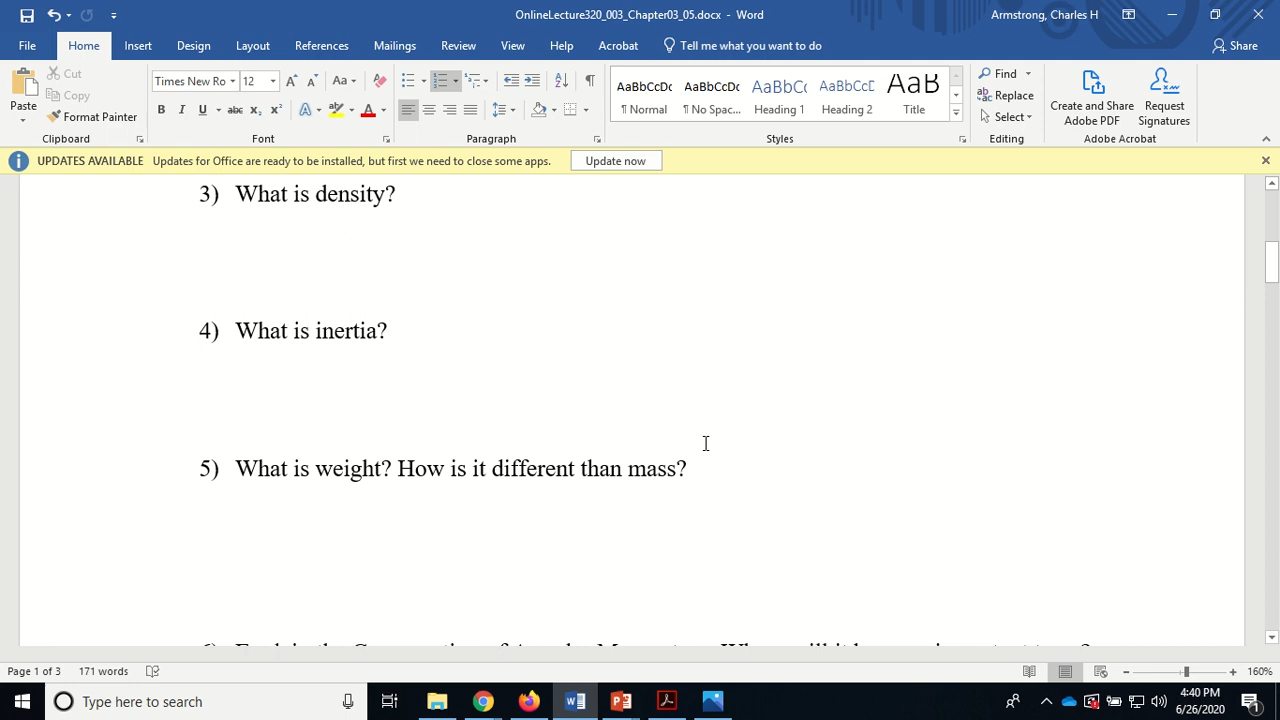 OnlineLecture320_003_Chapter03_05.docx - Word
Armstrong, Charles H
File Home Insert Design Layout References Mailings Review View Help Acrobat Tell me what you want to do Share
Paste
Cut
Copy
Format Painter
Clipboard
Times New Ro 12
Font
Paragraph
AaBbCcDc AaBbCcDc AaBbCc AaBbCcD AaB
¶ Normal ¶ No Spac... Heading 1 Heading 2 Title
Styles
Find
Replace
Select
Editing
Create and Share Adobe PDF
Request Signatures
Adobe Acrobat
UPDATES AVAILABLE Updates for Office are ready to be installed, but first we need to close some apps. Update now
3) What is density?
4) What is inertia?
5) What is weight? How is it different than mass?
Page 1 of 3 171 words 160%
Type here to search
4:40 PM
6/26/2020